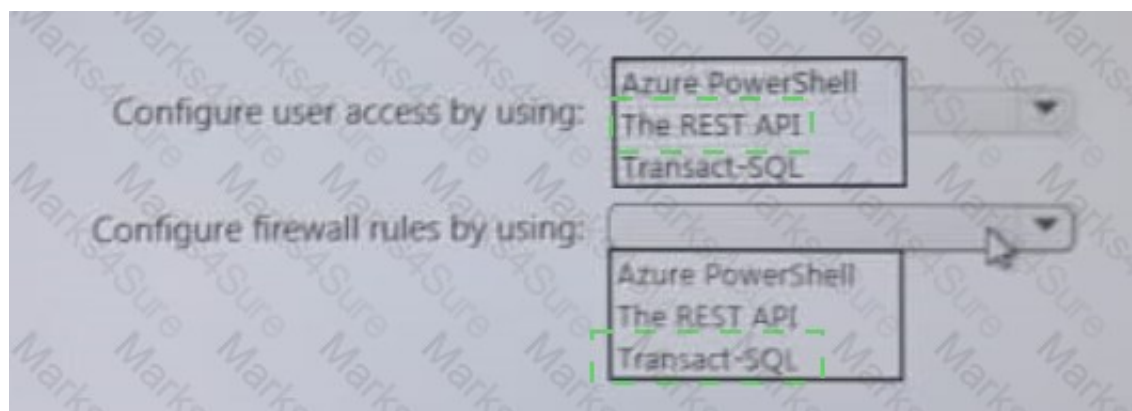 Configure user access by using:
Azure PowerShell
The REST API
Transact-SQL
Configure firewall rules by using:
Azure PowerShell
The REST API
Transact-SQL
Marks4Sure